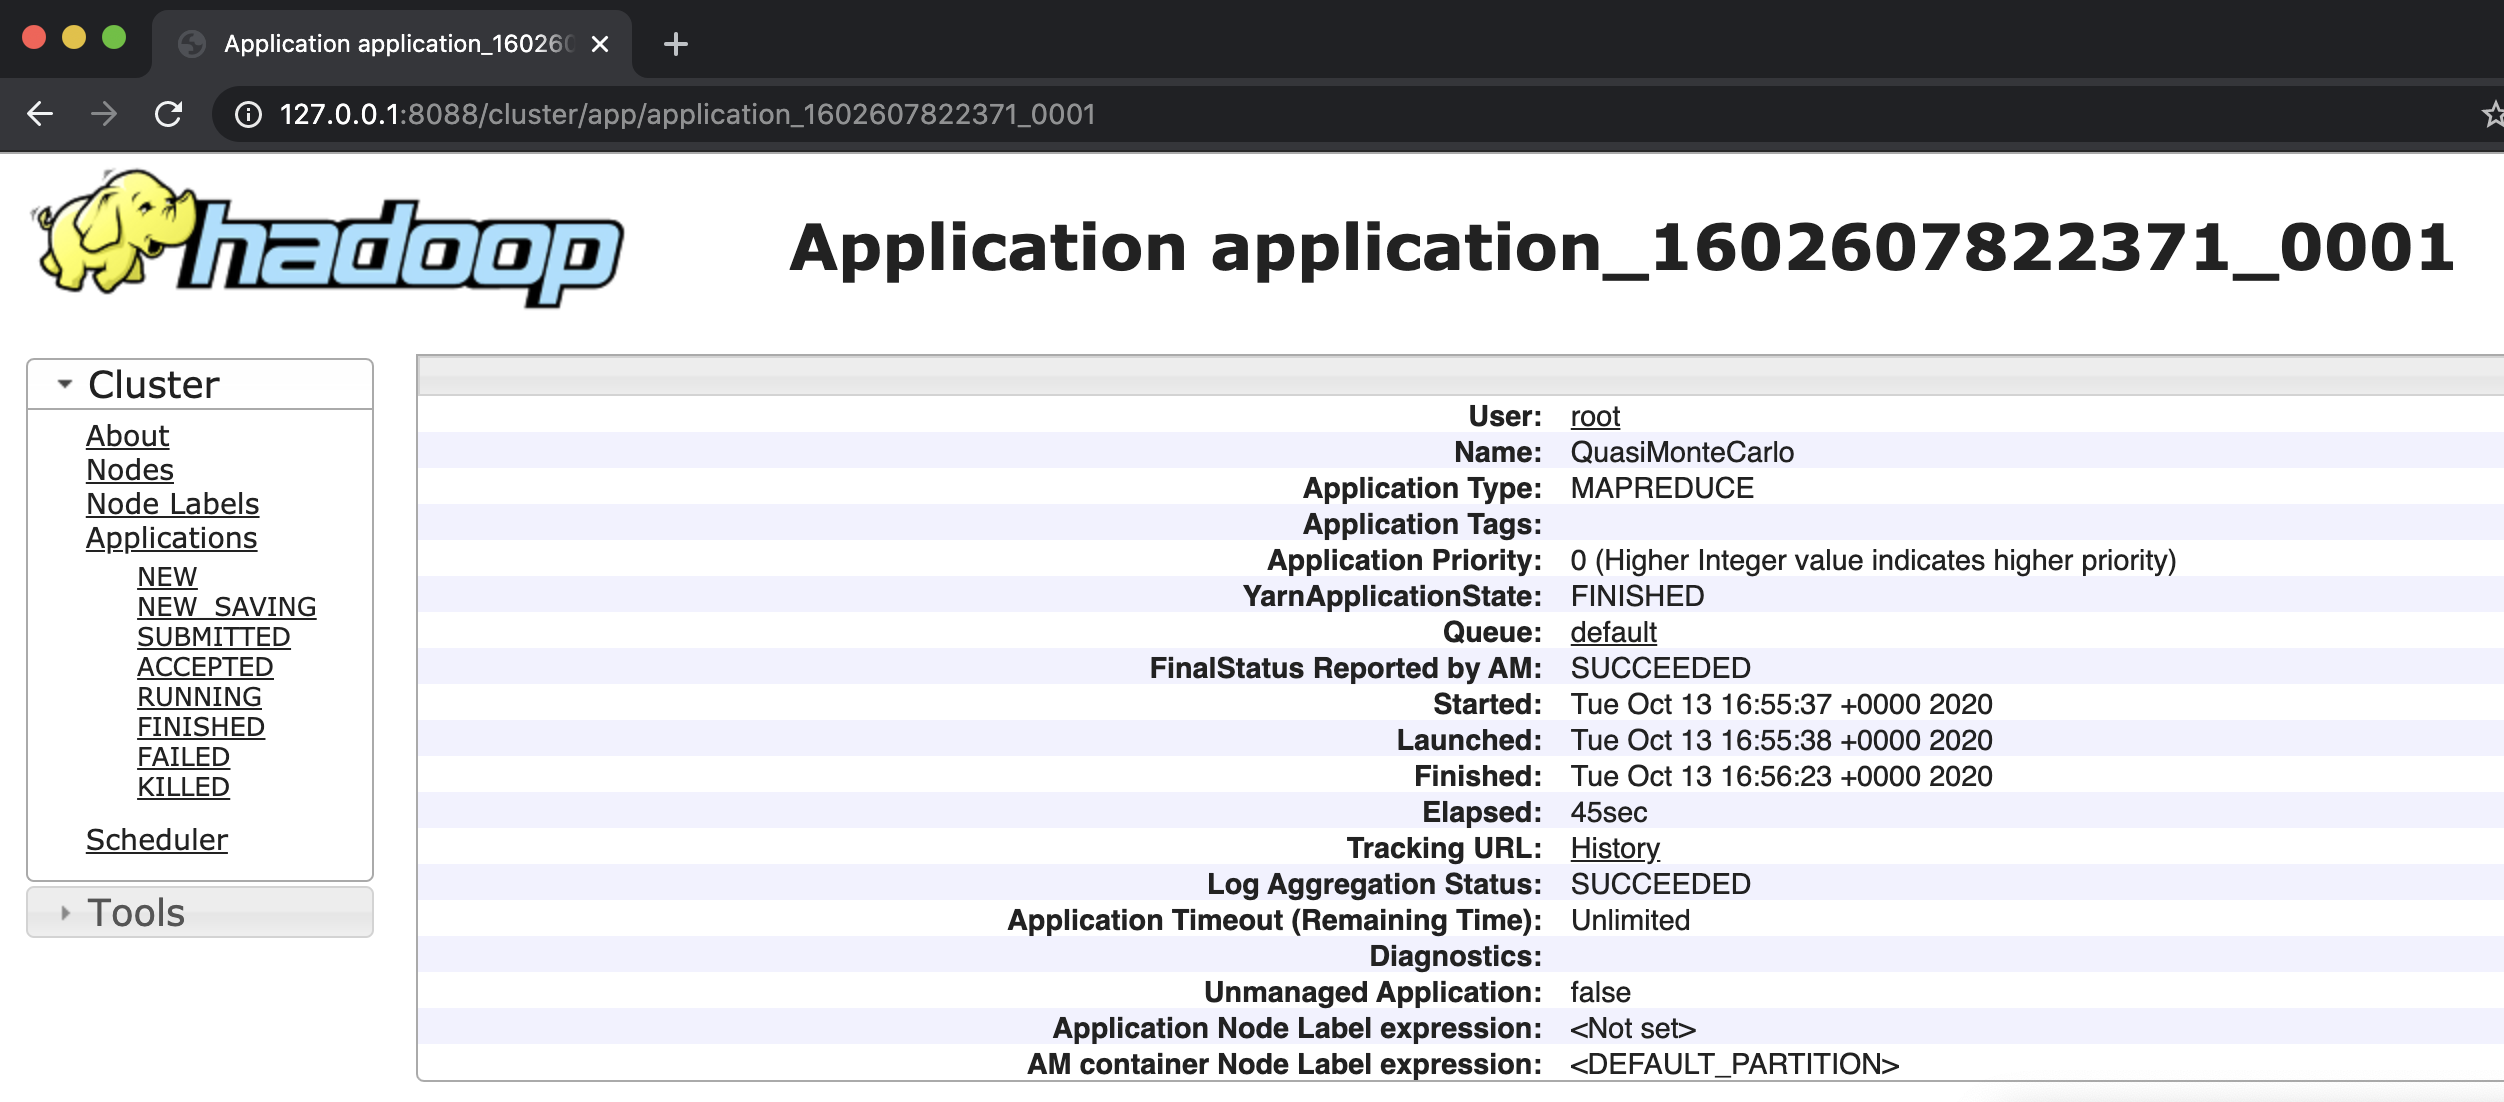 Application application_160260
127.0.0.1:8088/cluster/app/application_1602607822371_0001
hadoop
Application application_1602607822371_0001
Cluster
About
Nodes
Node Labels
Applications
NEW
NEW_SAVING
SUBMITTED
ACCEPTED
RUNNING
FINISHED
FAILED
KILLED
Scheduler
Tools
User: root
Name: QuasiMonteCarlo
Application Type: MAPREDUCE
Application Tags:
Application Priority: 0 (Higher Integer value indicates higher priority)
YarnApplicationState: FINISHED
Queue: default
FinalStatus Reported by AM: SUCCEEDED
Started: Tue Oct 13 16:55:37 +0000 2020
Launched: Tue Oct 13 16:55:38 +0000 2020
Finished: Tue Oct 13 16:56:23 +0000 2020
Elapsed: 45sec
Tracking URL: History
Log Aggregation Status: SUCCEEDED
Application Timeout (Remaining Time): Unlimited
Diagnostics:
Unmanaged Application: false
Application Node Label expression: <Not set>
AM container Node Label expression: <DEFAULT_PARTITION>